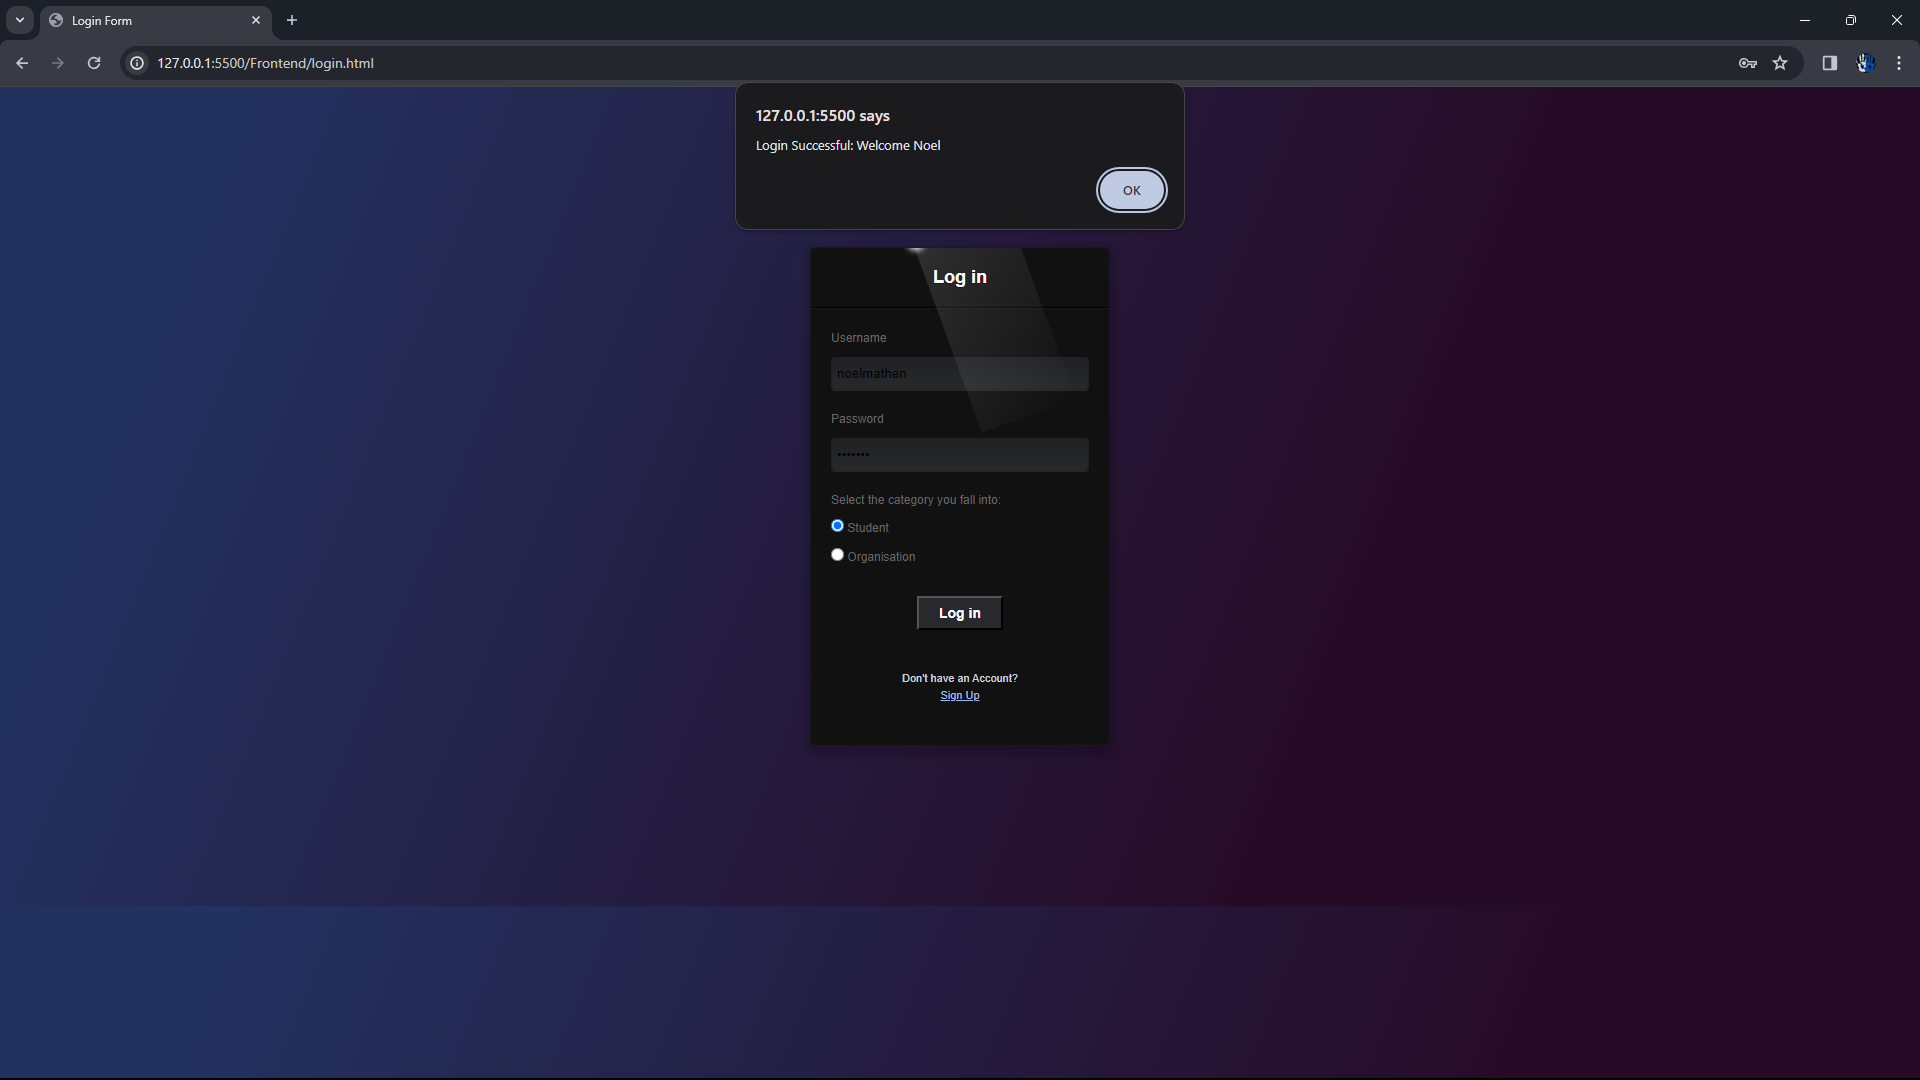 Login Form
127.0.0.1:5500/Frontend/login.html
127.0.0.1:5500 says
Login Successful: Welcome Noel
OK
Log in
Username
noelmathen
Password
•••••••
Select the category you fall into:
Student
Organisation
Log in
Don't have an Account?
Sign Up